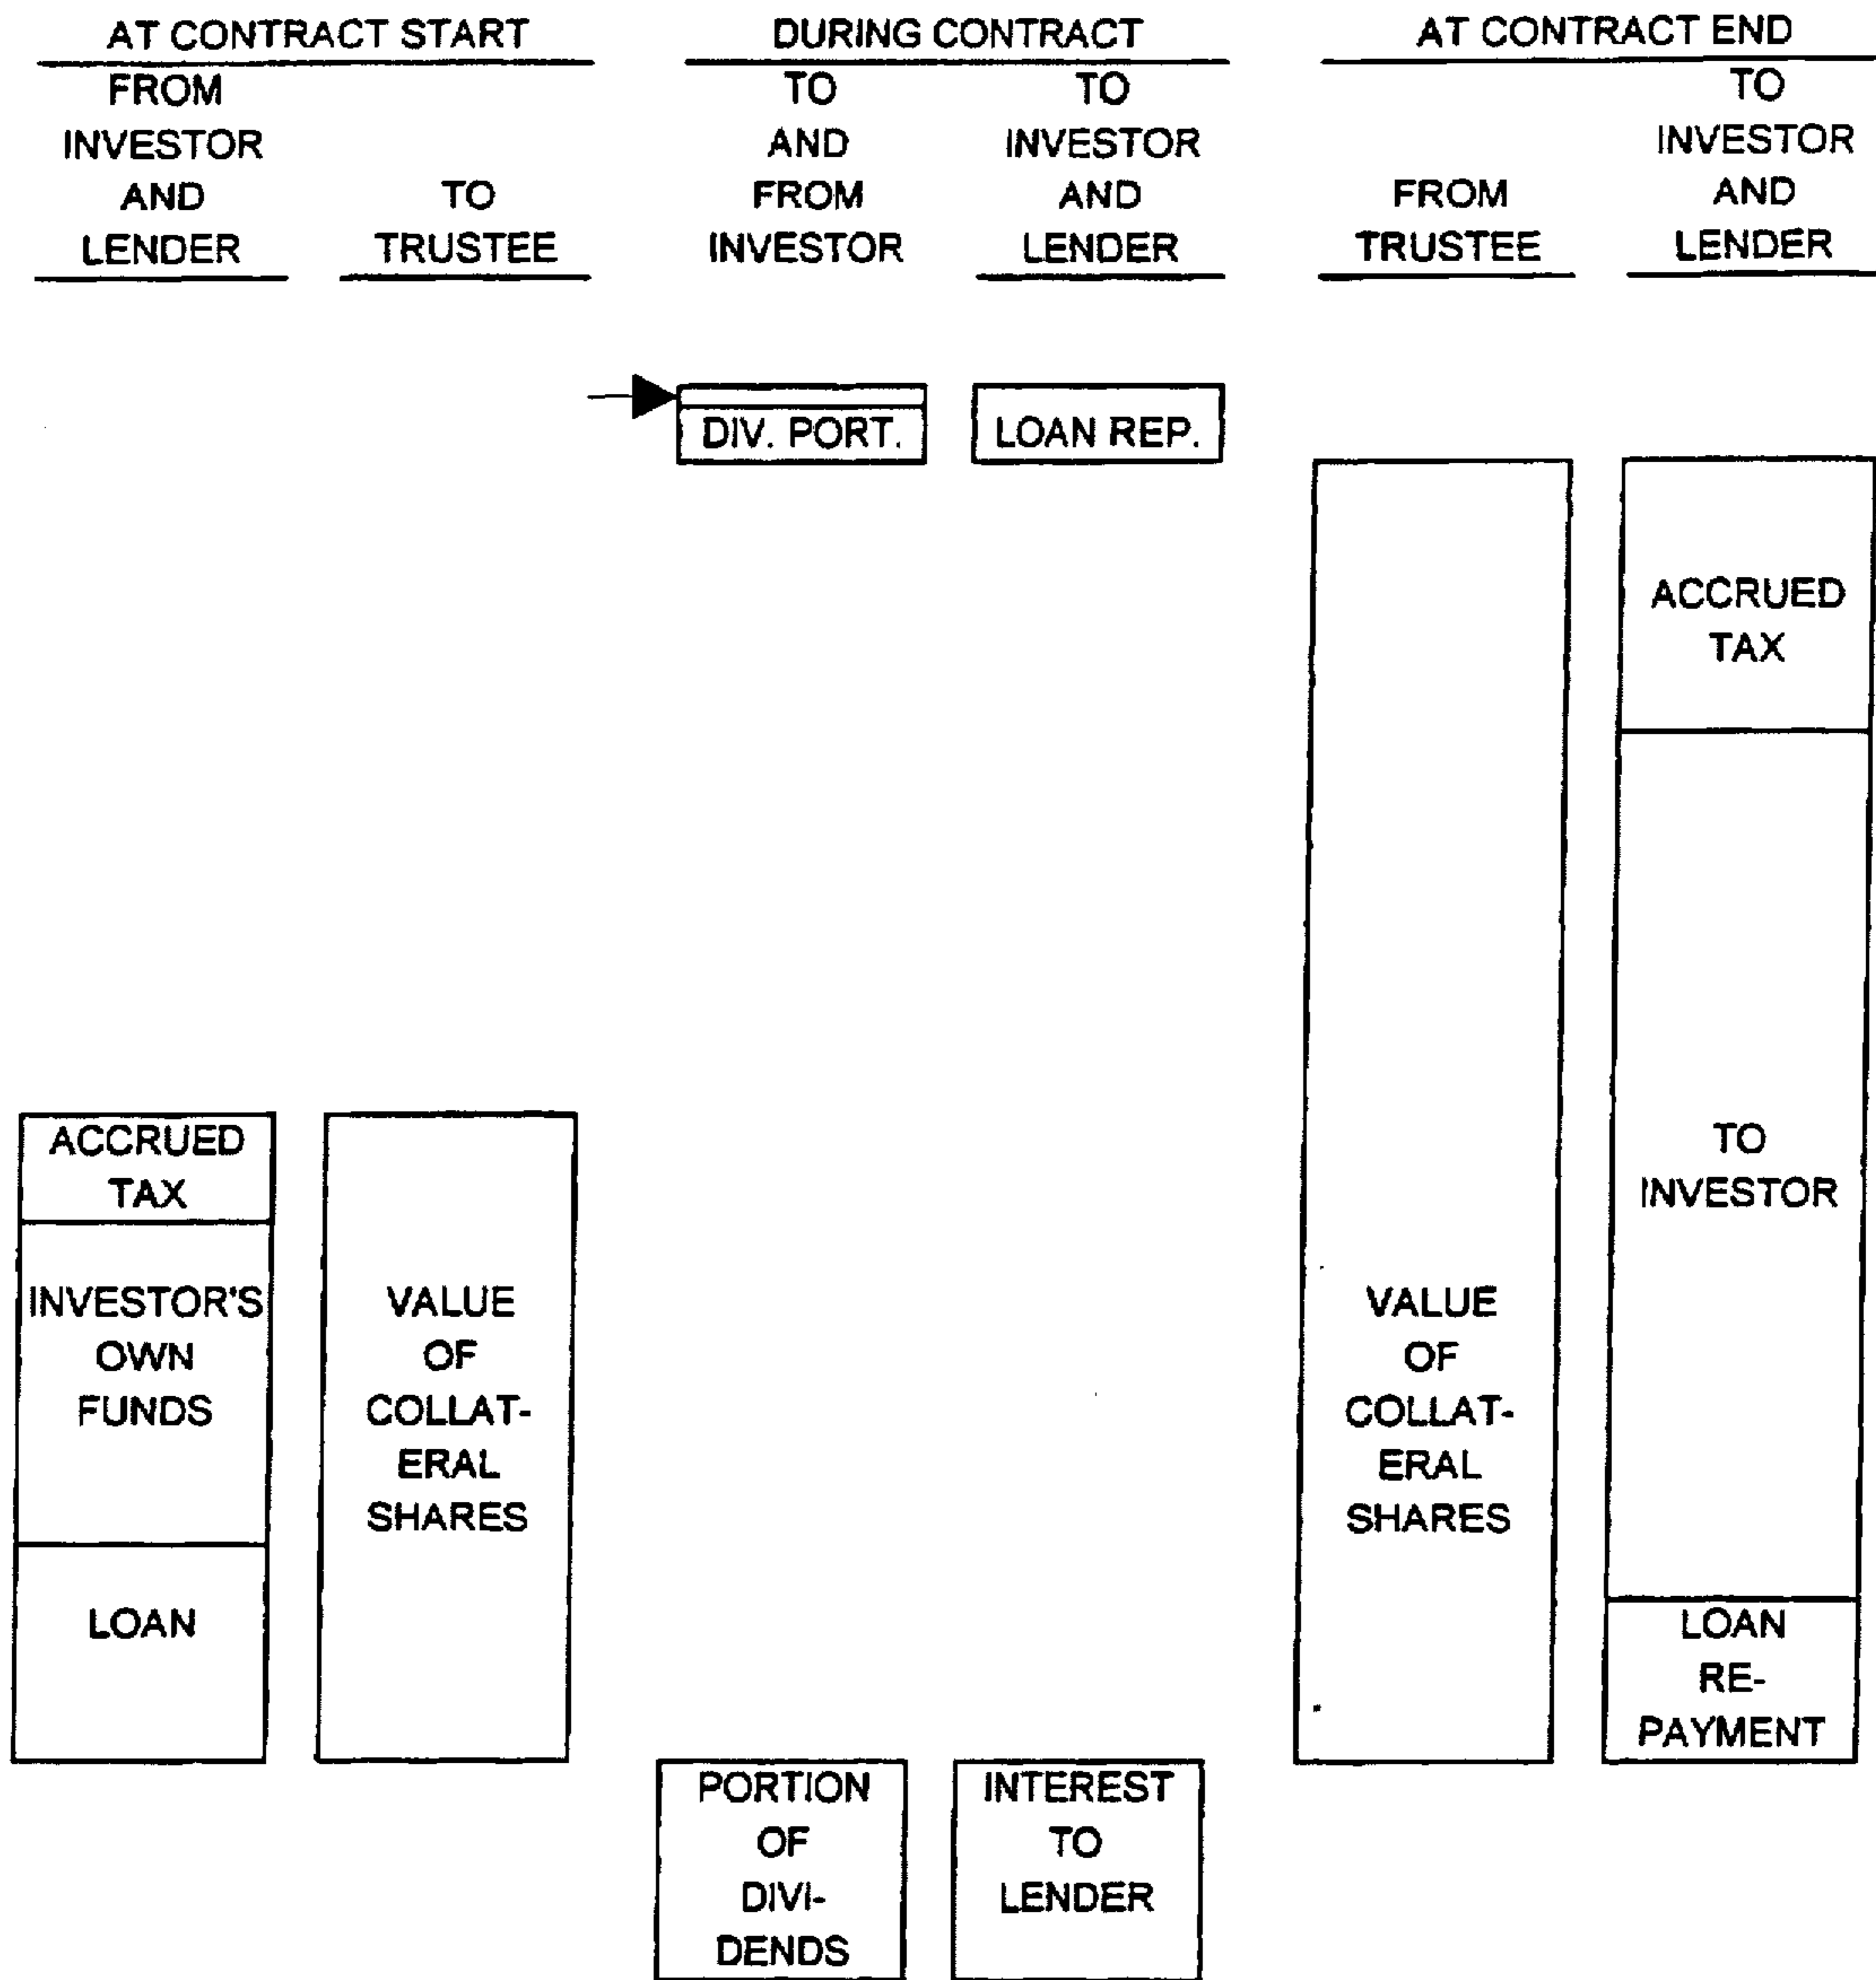 AT CONTRACT START
DURING CONTRACT
AT CONTRACT END
FROM
INVESTOR
AND
LENDER
TO
TRUSTEE
TO
AND
FROM
INVESTOR
TO
INVESTOR
AND
LENDER
FROM
TRUSTEE
TO
INVESTOR
AND
LENDER
DIV. PORT.
LOAN REP.
ACCRUED
TAX
INVESTOR'S
OWN
FUNDS
LOAN
VALUE
OF
COLLAT-
ERAL
SHARES
PORTION
OF
DIVI-
DENDS
INTEREST
TO
LENDER
VALUE
OF
COLLAT-
ERAL
SHARES
ACCRUED
TAX
TO
INVESTOR
LOAN
RE-
PAYMENT